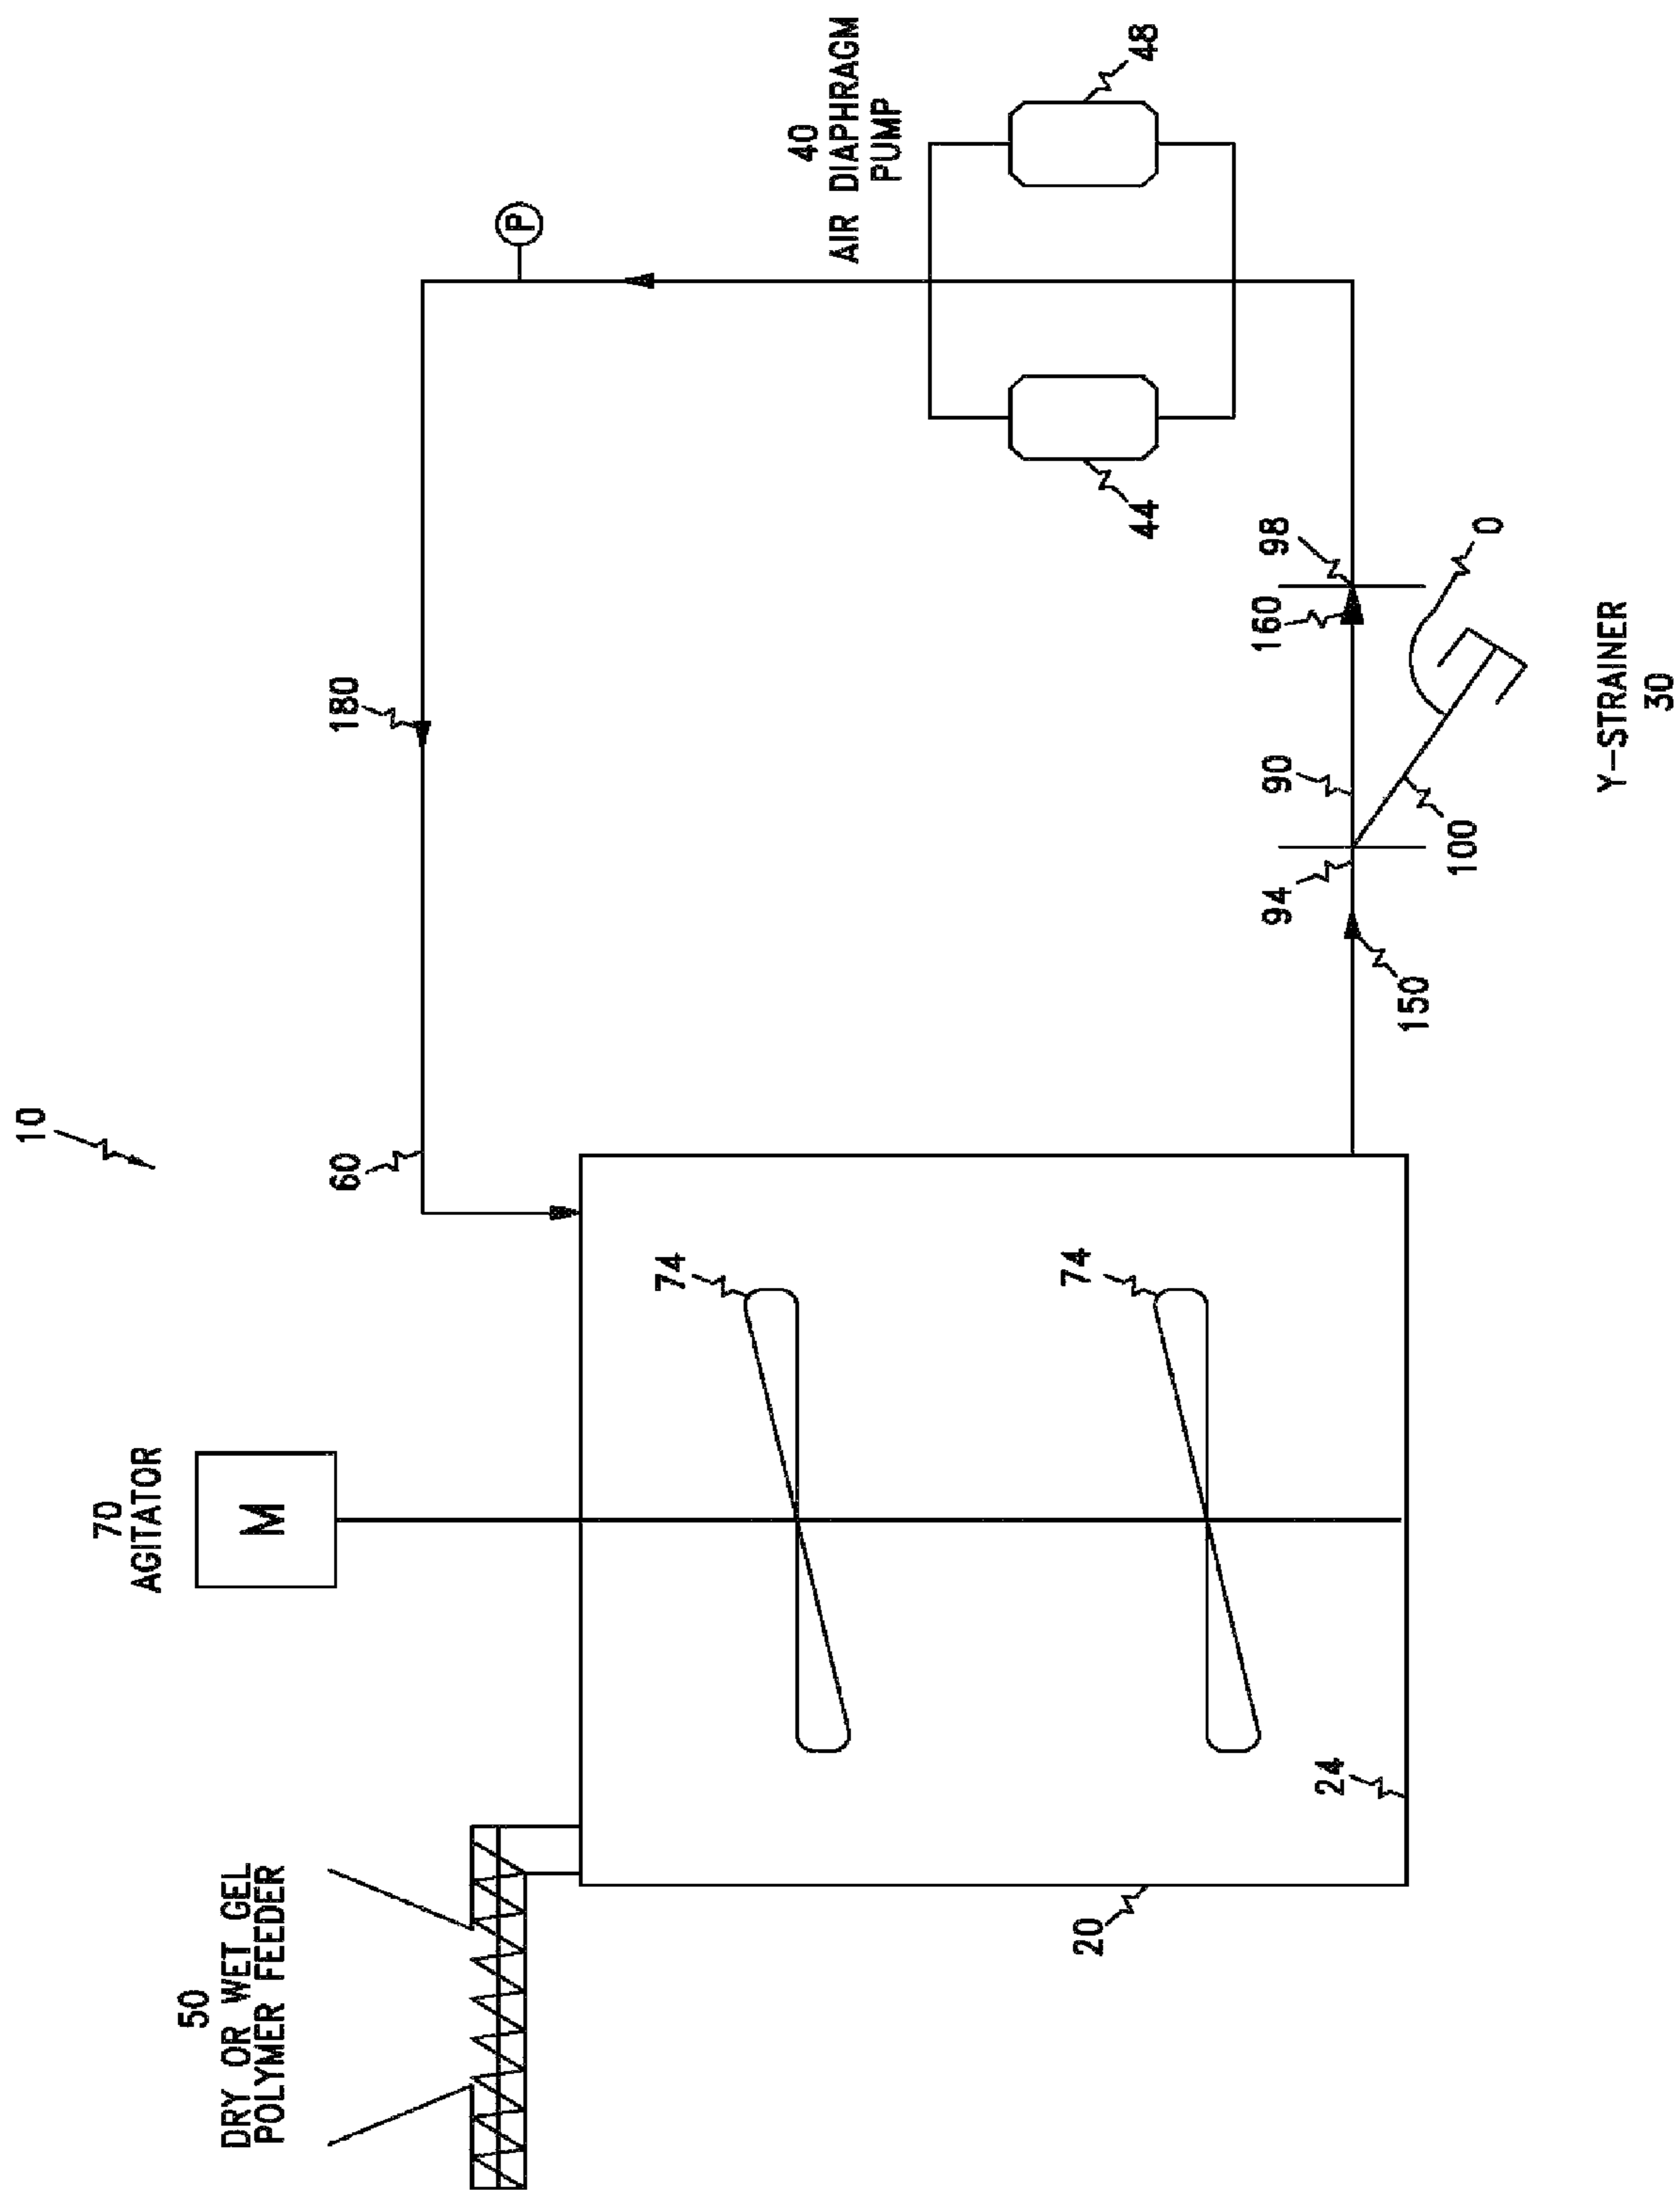 10
50
DRY OR WET GEL
POLYMER FEEDER
70
AGITATOR
M
60
180
P
40
AIR DIAPHRAGM
PUMP
48
44
74
74
20
24
150
94
90
100
160
98
0
Y-STRAINER
30